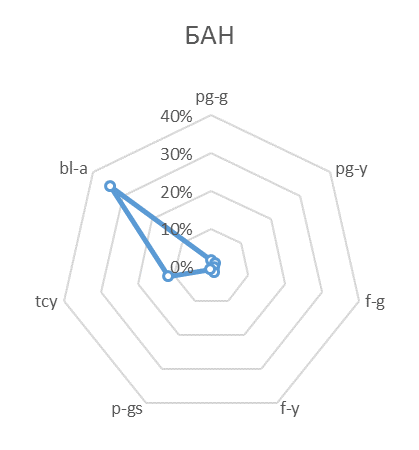 БАН
pg-g
40%
30%
bl-a
pg-y
20%
10%
0%
tcy
f-g
p-gs
f-y